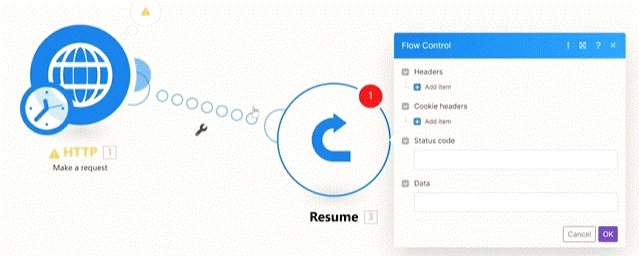 HTTP 1
Make a request
1
Resume 3
Flow Control ! ?
Headers
Add item
Cookie headers
Add item
Status code
Data
Cancel OK